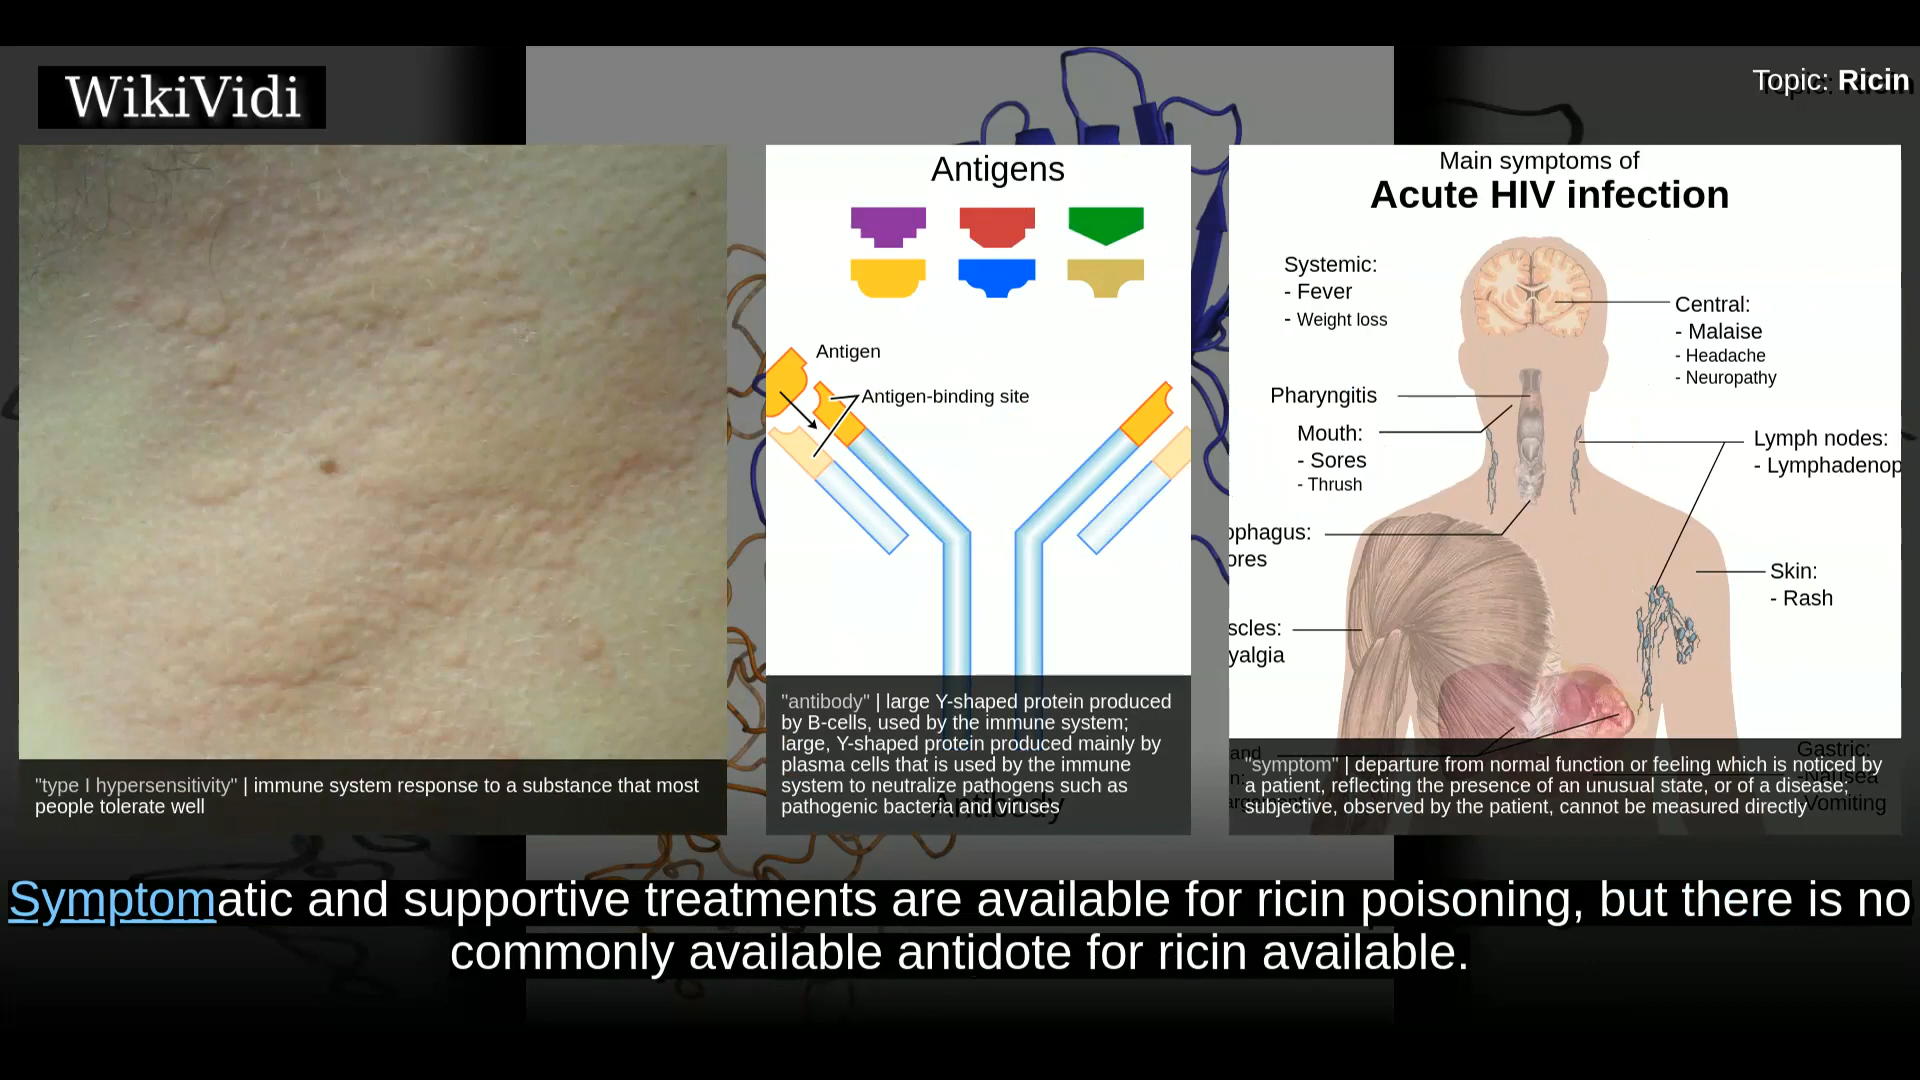 WikiVidi
Topic: Ricin
"type I hypersensitivity" | immune system response to a substance that most
people tolerate well
Antigens
Antigen
Antigen-binding site
Antibody
"antibody" | large Y-shaped protein produced
by B-cells, used by the immune system;
large, Y-shaped protein produced mainly by
plasma cells that is used by the immune
system to neutralize pathogens such as
pathogenic bacteria and viruses
Main symptoms of
Acute HIV infection
Systemic:
- Fever
- Weight loss
Central:
- Malaise
- Headache
- Neuropathy
Pharyngitis
Mouth:
- Sores
- Thrush
Lymph nodes:
- Lymphadenop
ophagus:
ores
Skin:
- Rash
scles:
yalgia
Gastric:
-Nausea
-Vomiting
"symptom" | departure from normal function or feeling which is noticed by
a patient, reflecting the presence of an unusual state, or of a disease;
subjective, observed by the patient, cannot be measured directly
Symptomatic and supportive treatments are available for ricin poisoning, but there is no
commonly available antidote for ricin available.